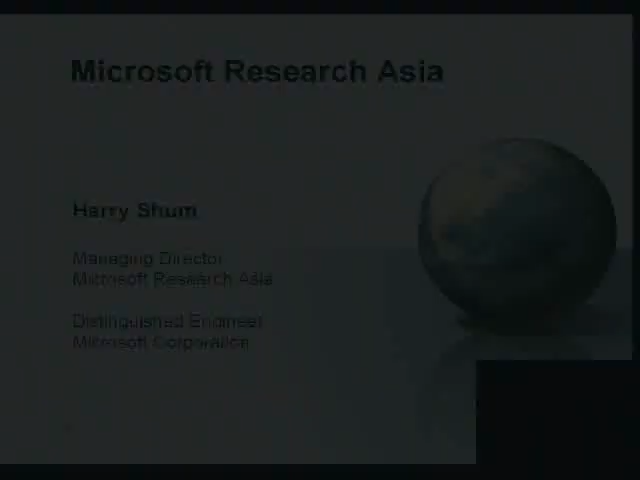 Microsoft Research Asia
Harry Shum
Managing Director
Microsoft Research Asia
Distinguished Engineer
Microsoft Corporation